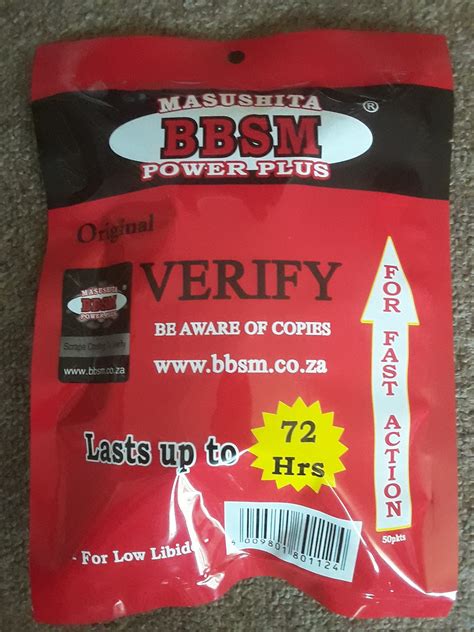 MASUSHITA
BBSM
®
POWER PLUS
Original
MASUSHITA
BBSM
POWER PLUS
www.bbsm.co.za
VERIFY
BE AWARE OF COPIES
www.bbsm.co.za
FOR FAST ACTION
Lasts up to
72
Hrs
50pkts
For Low Libido